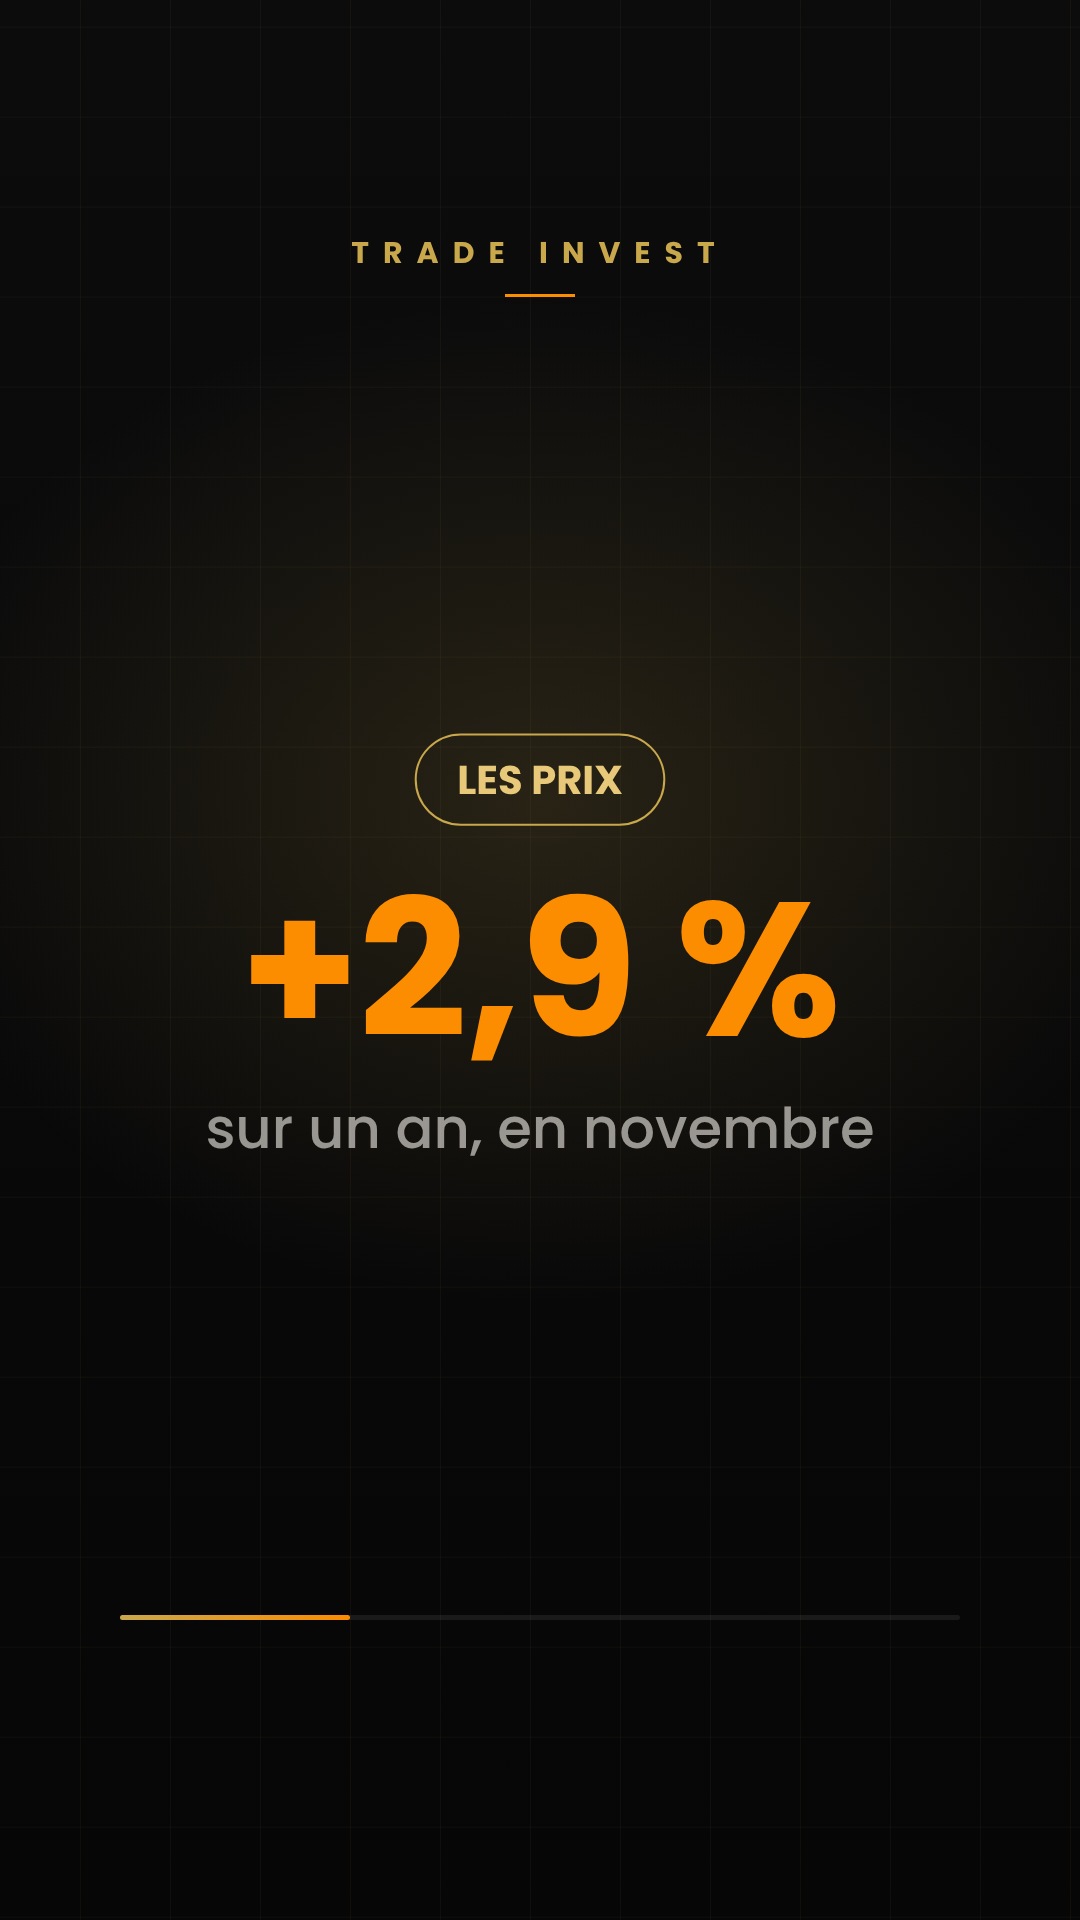 TRADE INVEST
LES PRIX
+2,9 %
sur un an, en novembre